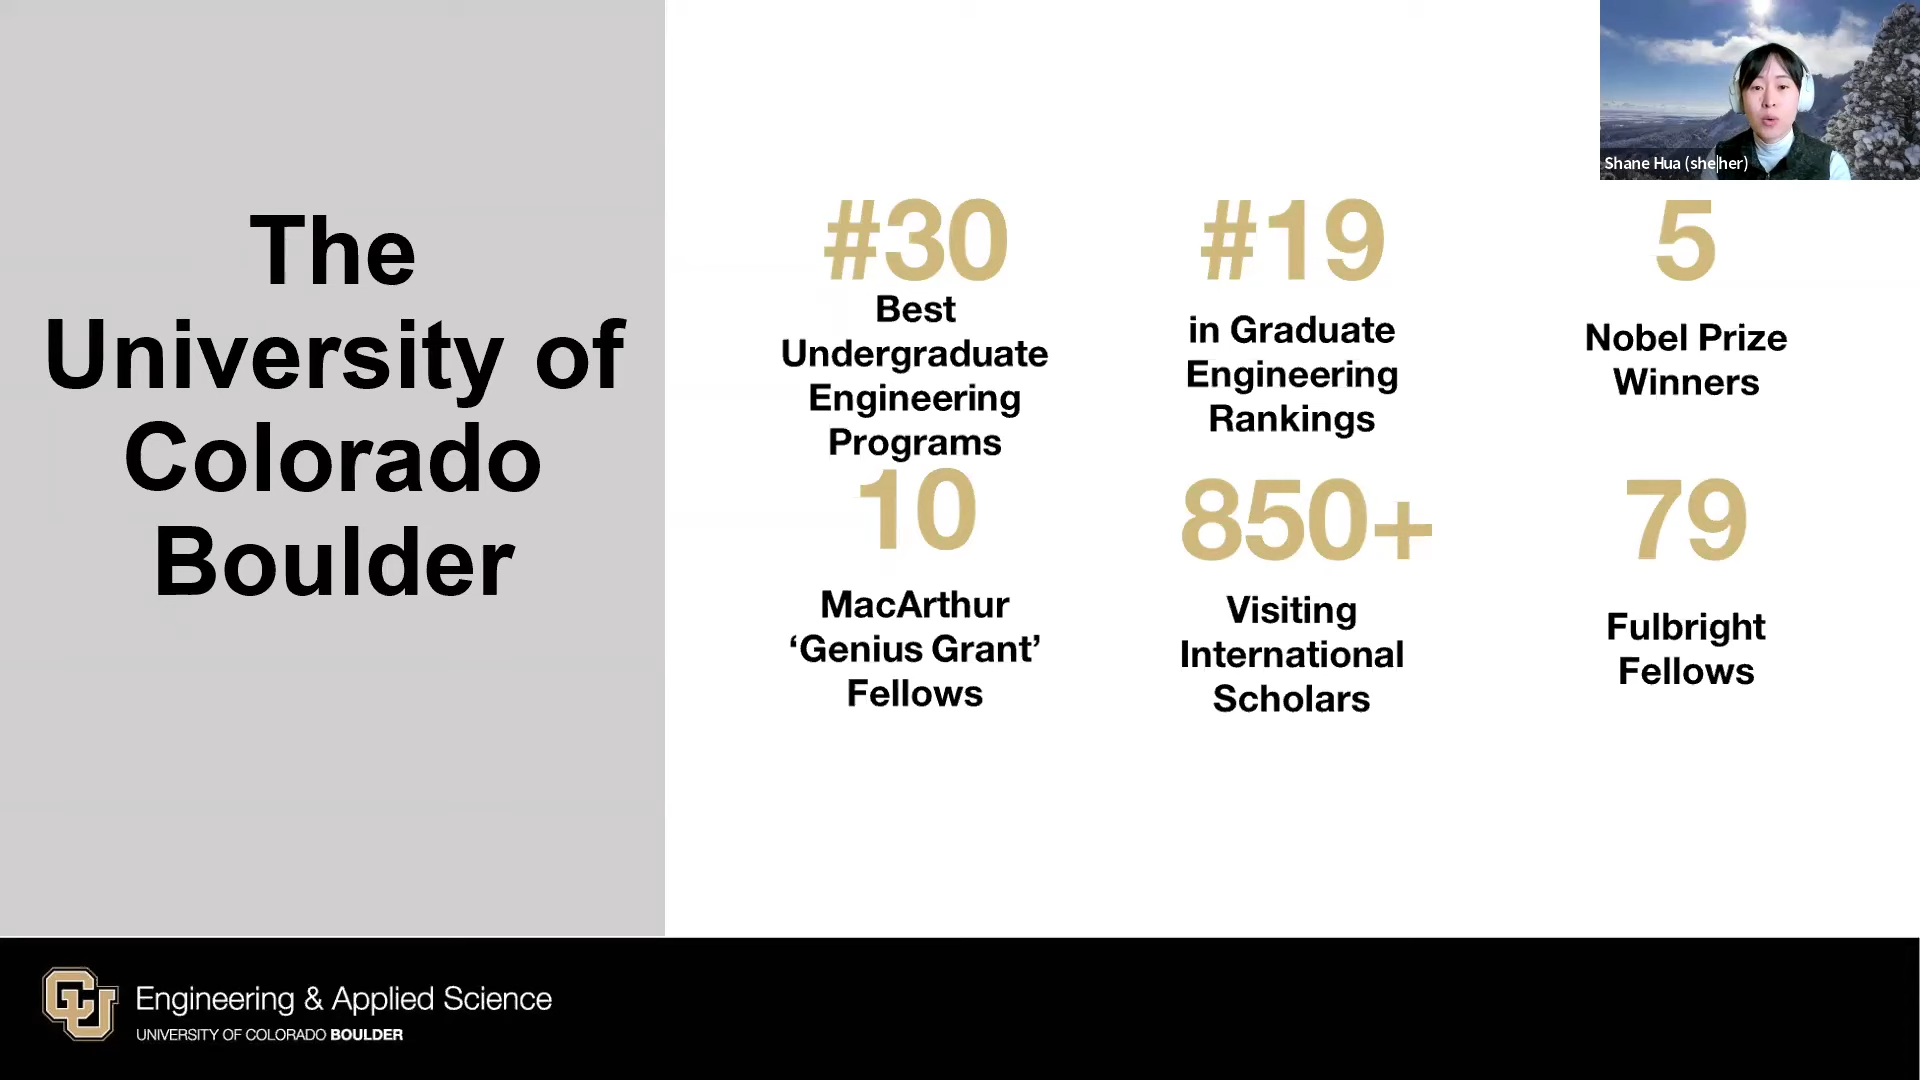 The
University of
Colorado
Boulder
#30
Best
Undergraduate
Engineering
Programs
#19
in Graduate
Engineering
Rankings
5
Nobel Prize
Winners
10
MacArthur
‘Genius Grant’
Fellows
850+
Visiting
International
Scholars
79
Fulbright
Fellows
Shane Hua (she|her)
CU
Engineering & Applied Science
UNIVERSITY OF COLORADO BOULDER